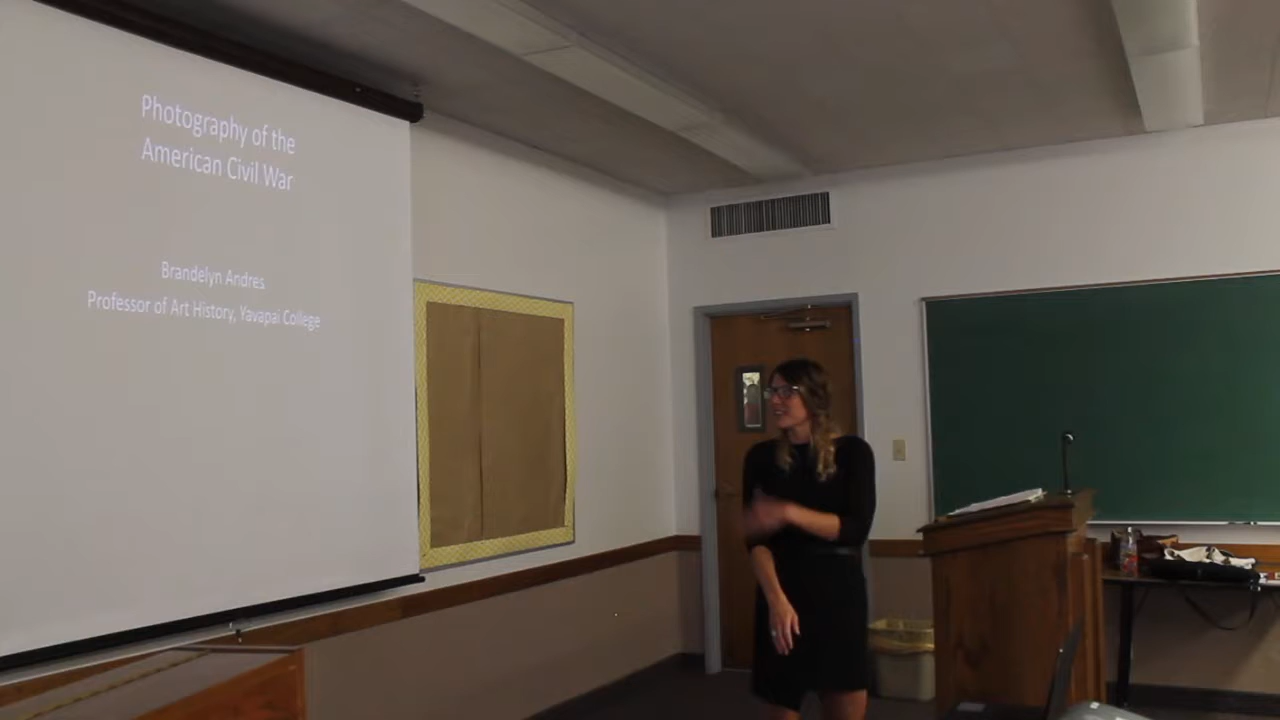 Photography of the
American Civil War
Brandelyn Andres
Professor of Art History, Yavapai College